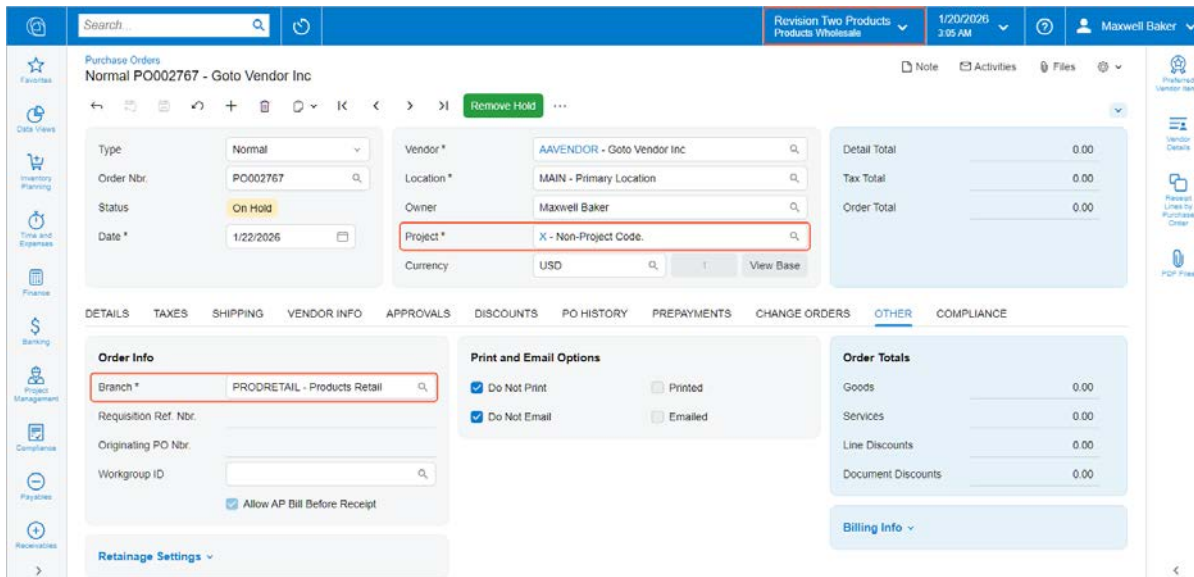 Search...
Revision Two Products
Products Wholesale
1/20/2026
3:05 AM
Maxwell Baker
Purchase Orders
Normal PO002767 - Goto Vendor Inc
Note
Activities
Files
Remove Hold
Favorites
Data Views
Inventory
Planning
Time and
Expenses
Finance
Banking
Project
Management
Compliance
Payables
Receivables
Type
Normal
Order Nbr.
PO002767
Status
On Hold
Date *
1/22/2026
Vendor *
AAVENDOR - Goto Vendor Inc
Location *
MAIN - Primary Location
Owner
Maxwell Baker
Project *
X - Non-Project Code.
Currency
USD
1
View Base
Detail Total
0.00
Tax Total
0.00
Order Total
0.00
DETAILS TAXES SHIPPING VENDOR INFO APPROVALS DISCOUNTS PO HISTORY PREPAYMENTS CHANGE ORDERS OTHER COMPLIANCE
Order Info
Branch *
PRODRETAIL - Products Retail
Requisition Ref. Nbr.
Originating PO Nbr.
Workgroup ID
Allow AP Bill Before Receipt
Retainage Settings
Print and Email Options
Do Not Print
Printed
Do Not Email
Emailed
Order Totals
Goods
0.00
Services
0.00
Line Discounts
0.00
Document Discounts
0.00
Billing Info
Preferred
Vendor Item
Vendor
Details
Receipt
Lines by
Purchase
Order
PDF Files